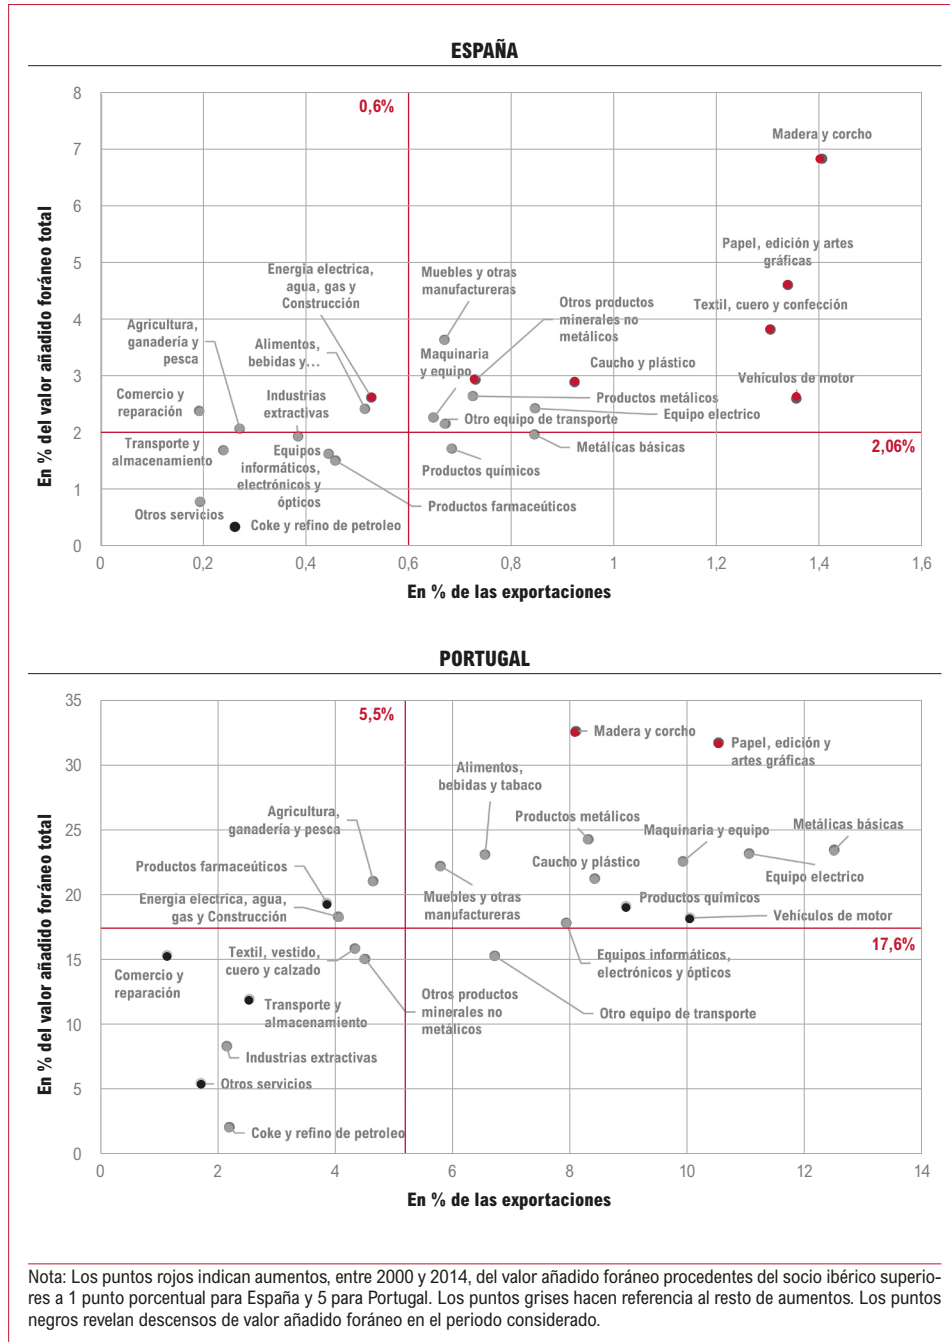 ESPAÑA
8
7
6
5
4
3
2
1
0
En % del valor añadido foráneo total
0,6%
Madera y corcho
Papel, edición y artes
gráficas
Energía electrica,
agua, gas y
Construcción
Muebles y otras
manufactureras
Otros productos
minerales no
metálicos
Textil, cuero y confección
Agricultura,
ganadería y
pesca
Alimentos,
bebidas y…
Maquinaria
y equipo
Caucho y plástico
Vehículos de motor
Comercio y
reparación
Industrias
extractivas
Productos metálicos
Otro equipo de transporte
Equipo electrico
Transporte y
almacenamiento
Equipos
informáticos,
electrónicos y
ópticos
Metálicas básicas
2,06%
Productos químicos
Productos farmaceúticos
Otros servicios
Coke y refino de petroleo
0
0,2
0,4
0,6
0,8
1
1,2
1,4
1,6
En % de las exportaciones
PORTUGAL
35
30
25
20
15
10
5
0
En % del valor añadido foráneo total
5,5%
Madera y corcho
Papel, edición y
artes gráficas
Alimentos,
bebidas y tabaco
Agricultura,
ganadería y pesca
Productos metálicos
Maquinaria y equipo
Metálicas básicas
Productos farmaceúticos
Caucho y plástico
Equipo electrico
Energía electrica, agua,
gas y Construcción
Muebles y otras
manufactureras
Productos químicos
Vehículos de motor
17,6%
Textil, vestido,
cuero y calzado
Equipos informáticos,
electrónicos y ópticos
Comercio y
reparación
Transporte y
almacenamiento
Otros productos
minerales no
metálicos
Otro equipo de transporte
Industrias extractivas
Otros servicios
Coke y refino de petroleo
0
2
4
6
8
10
12
14
En % de las exportaciones
Nota: Los puntos rojos indican aumentos, entre 2000 y 2014, del valor añadido foráneo procedentes del socio ibérico superio-
res a 1 punto porcentual para España y 5 para Portugal. Los puntos grises hacen referencia al resto de aumentos. Los puntos
negros revelan descensos de valor añadido foráneo en el periodo considerado.